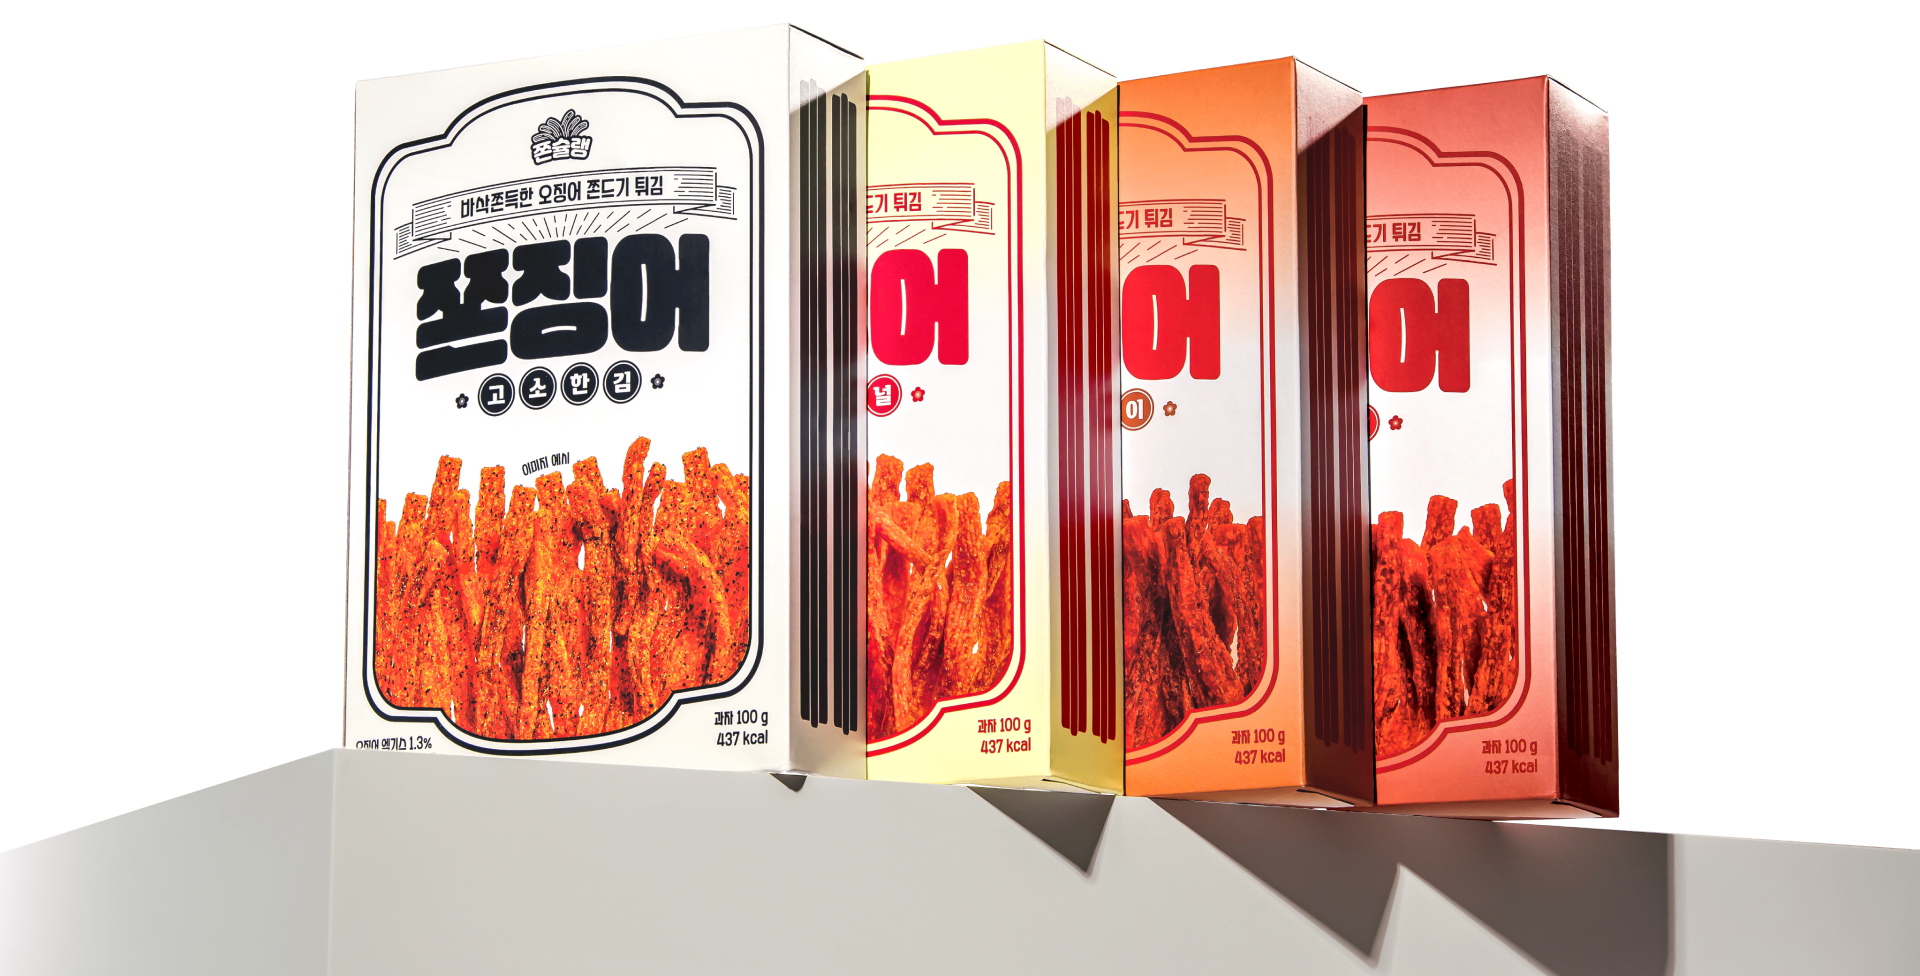 쫀슐랭
바삭쫀득한 오징어 쫀드기 튀김
쫀징어
고소한김
이미지 예시
오징어 엑기스 1.3%
과자 100 g
437 kcal
드기 튀김
어
널
과자 100 g
437 kcal
드기 튀김
어
이
과자 100 g
437 kcal
드기 튀김
어
과자 100 g
437 kcal